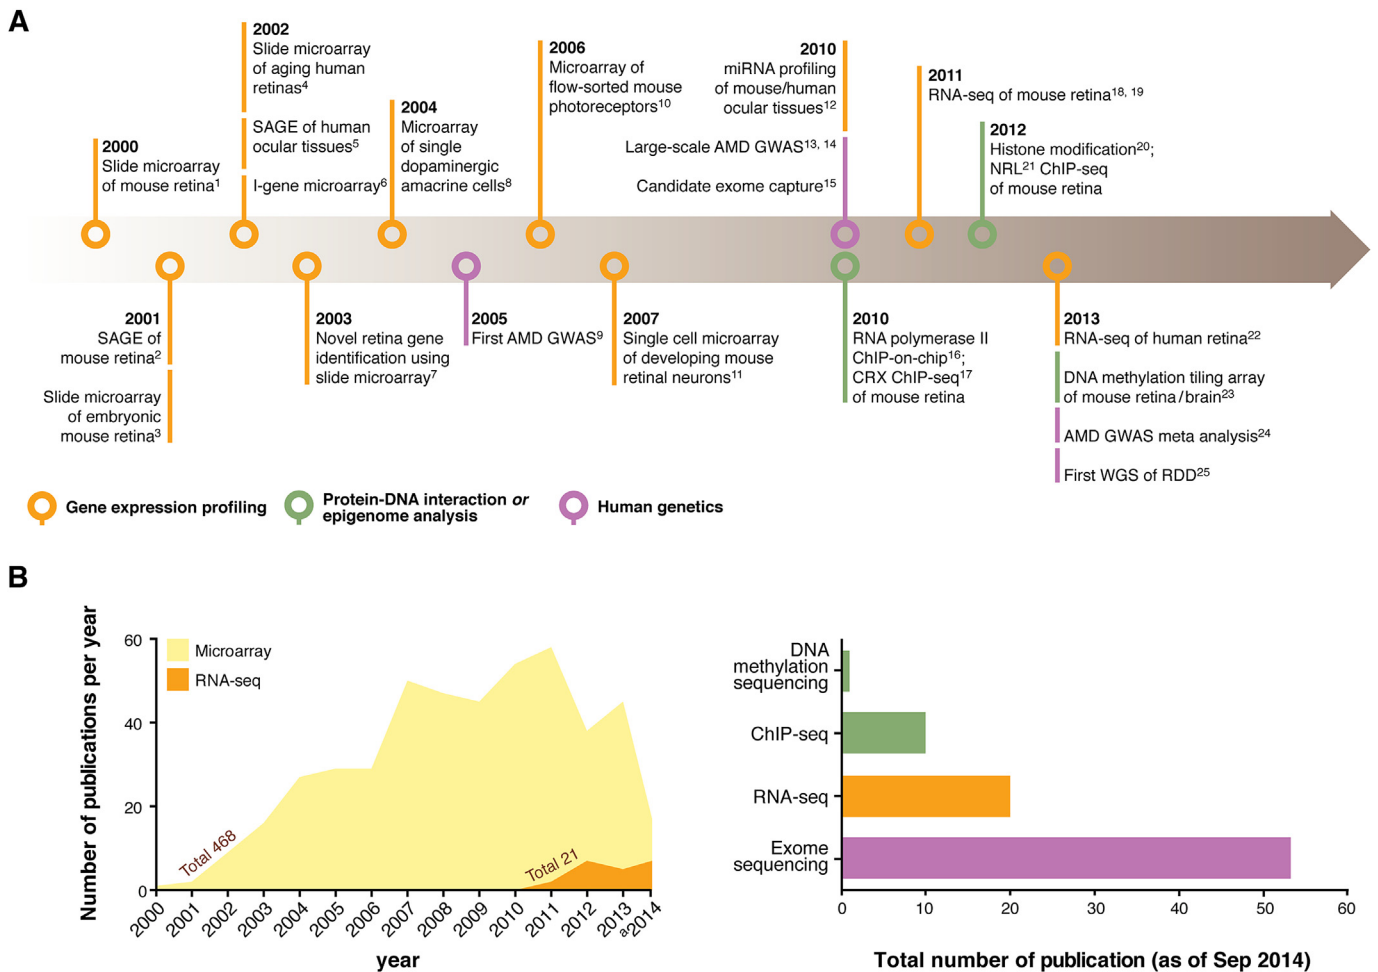 A
2000
Slide microarray
of mouse retina1
2002
Slide microarray
of aging human
retinas4
SAGE of human
ocular tissues5
I-gene microarray6
2004
Microarray
of single
dopaminergic
amacrine cells8
2006
Microarray of
flow-sorted mouse
photoreceptors10
2010
miRNA profiling
of mouse/human
ocular tissues12
Large-scale AMD GWAS13, 14
Candidate exome capture15
2011
RNA-seq of mouse retina18, 19
2012
Histone modification20;
NRL21 ChIP-seq
of mouse retina
2001
SAGE of
mouse retina2
Slide microarray
of embryonic
mouse retina3
2003
Novel retina gene
identification using
slide microarray7
2005
First AMD GWAS9
2007
Single cell microarray
of developing mouse
retinal neurons11
2010
RNA polymerase II
ChIP-on-chip16;
CRX ChIP-seq17
of mouse retina
2013
RNA-seq of human retina22
DNA methylation tiling array
of mouse retina/brain23
AMD GWAS meta analysis24
First WGS of RDD25
Gene expression profiling
Protein-DNA interaction or
epigenome analysis
Human genetics
B
Number of publications per year
60
40
20
0
Microarray
RNA-seq
Total 468
Total 21
2000
2001
2002
2003
2004
2005
2006
2007
2008
2009
2010
2011
2012
2013
a2014
year
DNA
methylation
sequencing
ChIP-seq
RNA-seq
Exome
sequencing
0
10
20
30
40
50
60
Total number of publication (as of Sep 2014)